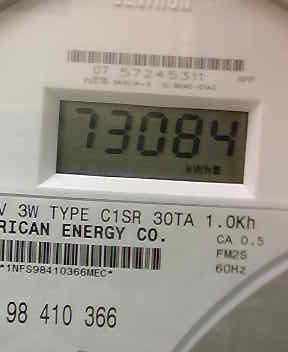 07 57245311
73084
kWh
V 3W TYPE C1SR 30TA 1.0Kh
RICAN ENERGY CO.
CA 0.5
FM2S
*1NFS98410366MEC*
60Hz
98 410 366